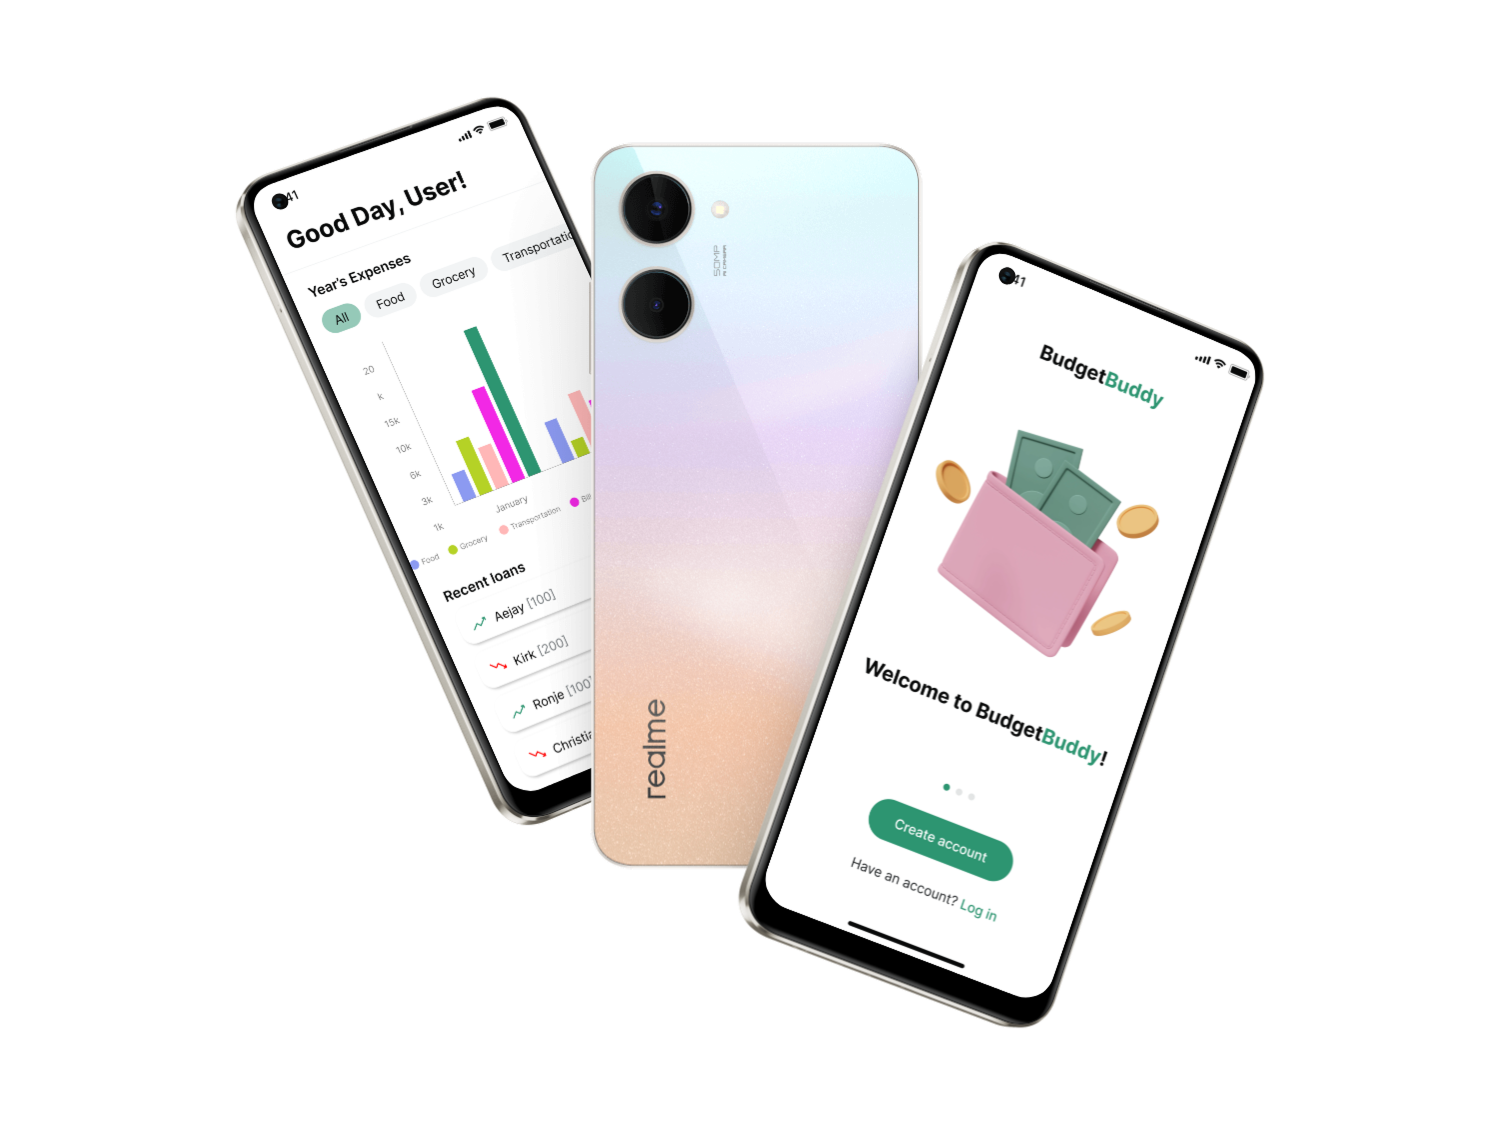 41
Good Day, User!
Year's Expenses
All
Food
Grocery
Transportatio
20
k
15k
10k
6k
3k
1k
January
Food
Grocery
Transportation
Bil
Recent loans
Aejay [100]
Kirk [200]
Ronje [100]
Christia
50MP
realme
41
BudgetBuddy
Welcome to BudgetBuddy!
Create account
Have an account? Log in